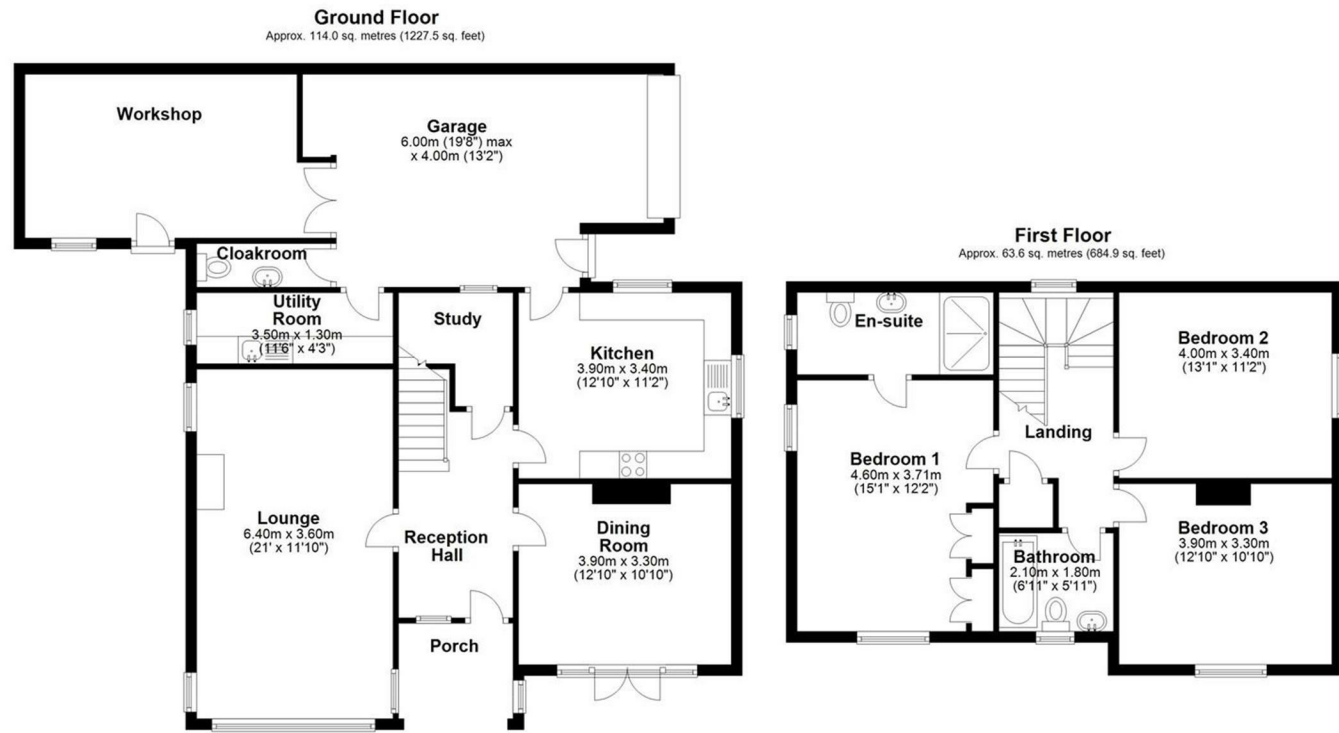 Ground Floor
Approx. 114.0 sq. metres (1227.5 sq. feet)
Workshop
Garage
6.00m (19'8") max
x 4.00m (13'2")
Cloakroom
Utility
Room
3.50m x 1.30m
(11'6" x 4'3")
Study
Kitchen
3.90m x 3.40m
(12'10" x 11'2")
Lounge
6.40m x 3.60m
(21' x 11'10")
Reception
Hall
Dining
Room
3.90m x 3.30m
(12'10" x 10'10")
Porch
First Floor
Approx. 63.6 sq. metres (684.9 sq. feet)
En-suite
Bedroom 2
4.00m x 3.40m
(13'1" x 11'2")
Landing
Bedroom 1
4.60m x 3.71m
(15'1" x 12'2")
Bathroom
2.10m x 1.80m
(6'11" x 5'11")
Bedroom 3
3.90m x 3.30m
(12'10" x 10'10")